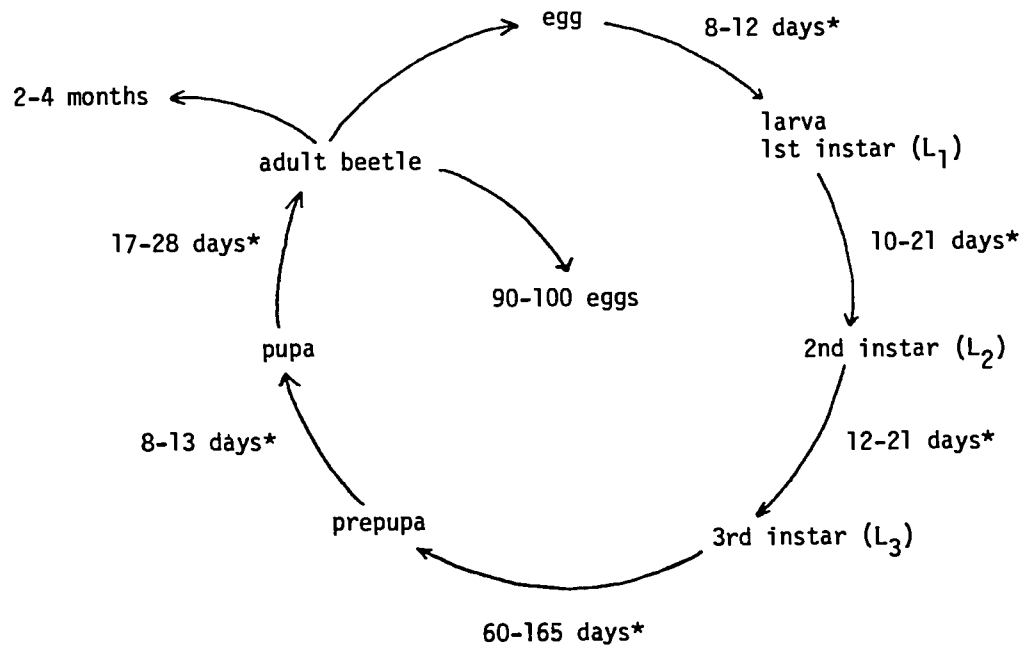 egg
8-12 days*
larva
1st instar (L₁)
10-21 days*
2nd instar (L₂)
12-21 days*
3rd instar (L₃)
60-165 days*
prepupa
8-13 days*
pupa
17-28 days*
adult beetle
2-4 months
90-100 eggs